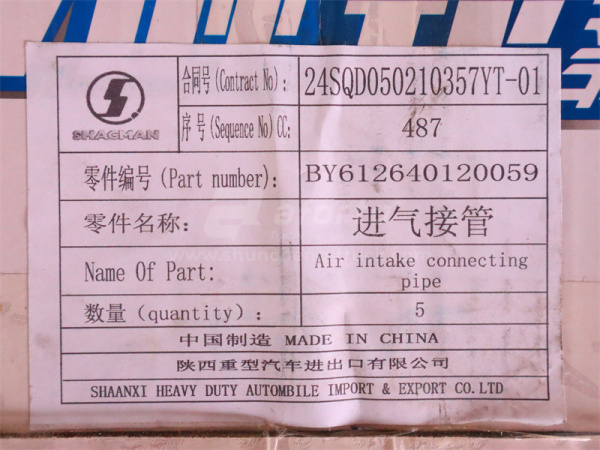 合同号(Contract No): 24SQD050210357YT-01
SHACMAN
序号(Sequence No)CC: 487
零件编号(Part number): BY612640120059
零件名称: 进气接管
Name Of Part: Air intake connecting
pipe
数量(quantity): 5
中国制造 MADE IN CHINA
陕西重型汽车进出口有限公司
SHAANXI HEAVY DUTY AUTOMBILE IMPORT & EXPORT CO.LTD